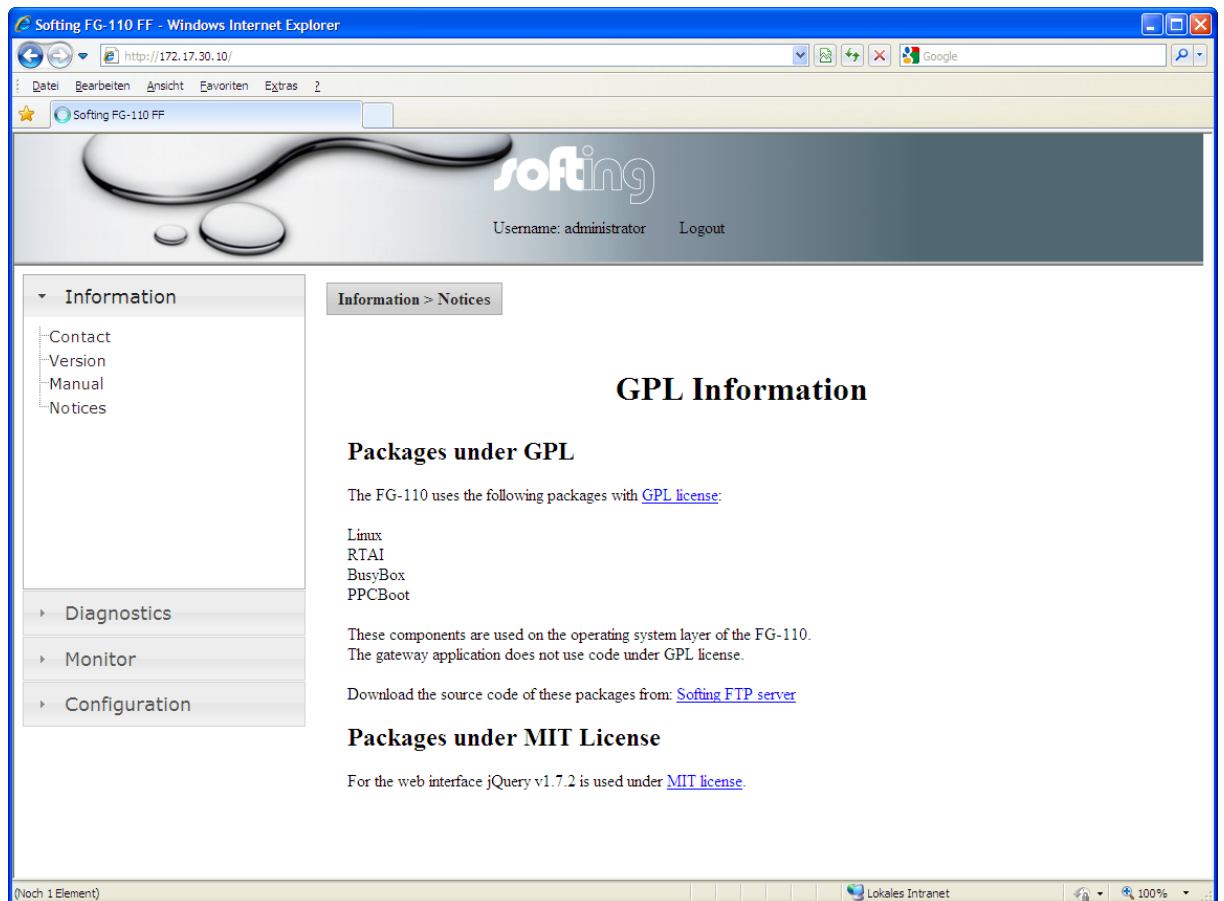 Softing FG-110 FF - Windows Internet Explorer
http://172.17.30.10/
Google
Datei Bearbeiten Ansicht Favoriten Extras ?
Softing FG-110 FF
softing
Username: administrator Logout
Information
Contact
Version
Manual
Notices
Diagnostics
Monitor
Configuration
Information > Notices
GPL Information
Packages under GPL
The FG-110 uses the following packages with GPL license:
Linux
RTAI
BusyBox
PPCBoot
These components are used on the operating system layer of the FG-110.
The gateway application does not use code under GPL license.
Download the source code of these packages from: Softing FTP server
Packages under MIT License
For the web interface jQuery v1.7.2 is used under MIT license.
(Noch 1 Element)
Lokales Intranet
100%